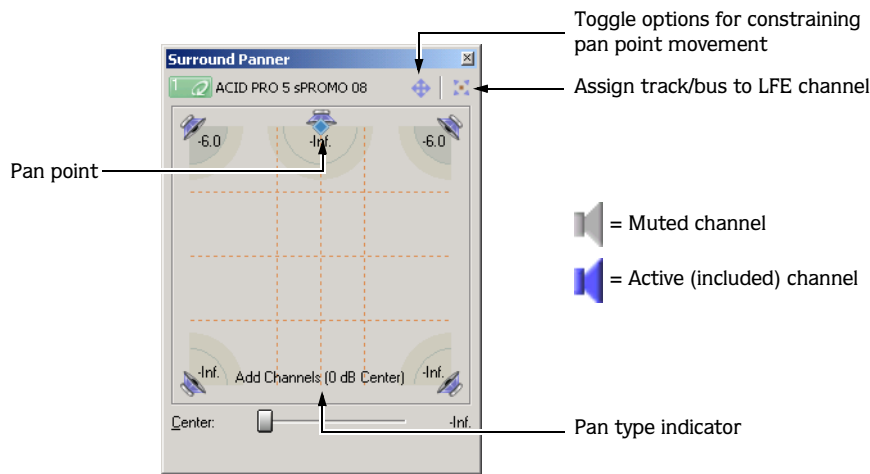 Toggle options for constraining
pan point movement
Surround Panner
1 ACID PRO 5 sPROMO 08
Assign track/bus to LFE channel
-6.0 -Inf. -6.0
Pan point
= Muted channel
= Active (included) channel
-Inf. Add Channels (0 dB Center) -Inf.
Center: -Inf.
Pan type indicator